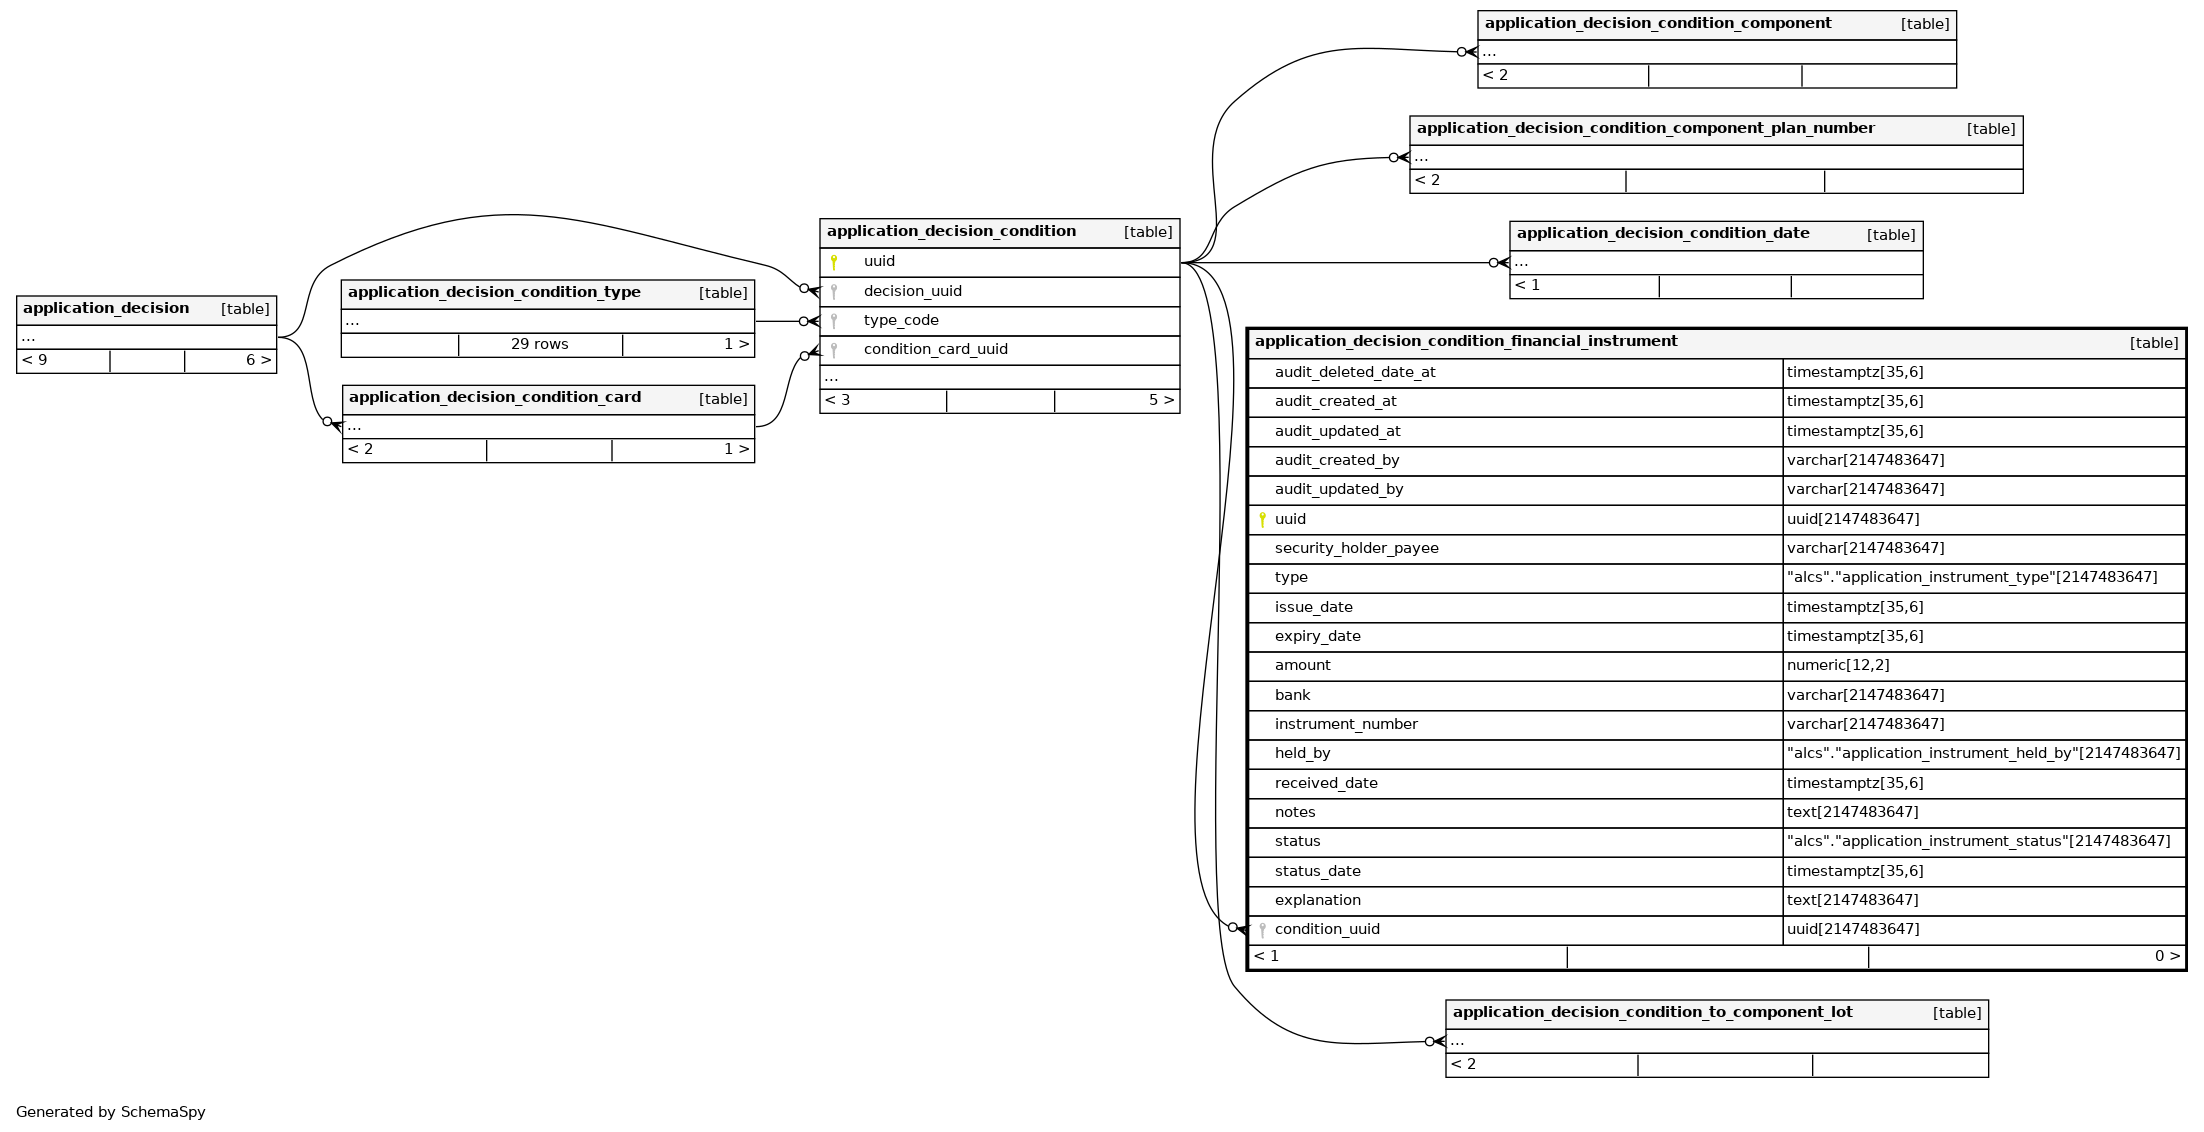 application_decision_condition_component [table]
...
< 2
application_decision_condition_component_plan_number [table]
...
< 2
application_decision_condition [table]
uuid
decision_uuid
type_code
condition_card_uuid
...
< 3 5 >
application_decision_condition_date [table]
...
< 1
application_decision_condition_type [table]
...
29 rows 1 >
application_decision [table]
...
< 9 6 >
application_decision_condition_card [table]
...
< 2 1 >
application_decision_condition_financial_instrument [table]
audit_deleted_date_at timestamptz[35,6]
audit_created_at timestamptz[35,6]
audit_updated_at timestamptz[35,6]
audit_created_by varchar[2147483647]
audit_updated_by varchar[2147483647]
uuid uuid[2147483647]
security_holder_payee varchar[2147483647]
type "alcs"."application_instrument_type"[2147483647]
issue_date timestamptz[35,6]
expiry_date timestamptz[35,6]
amount numeric[12,2]
bank varchar[2147483647]
instrument_number varchar[2147483647]
held_by "alcs"."application_instrument_held_by"[2147483647]
received_date timestamptz[35,6]
notes text[2147483647]
status "alcs"."application_instrument_status"[2147483647]
status_date timestamptz[35,6]
explanation text[2147483647]
condition_uuid uuid[2147483647]
< 1 0 >
application_decision_condition_to_component_lot [table]
...
< 2
Generated by SchemaSpy